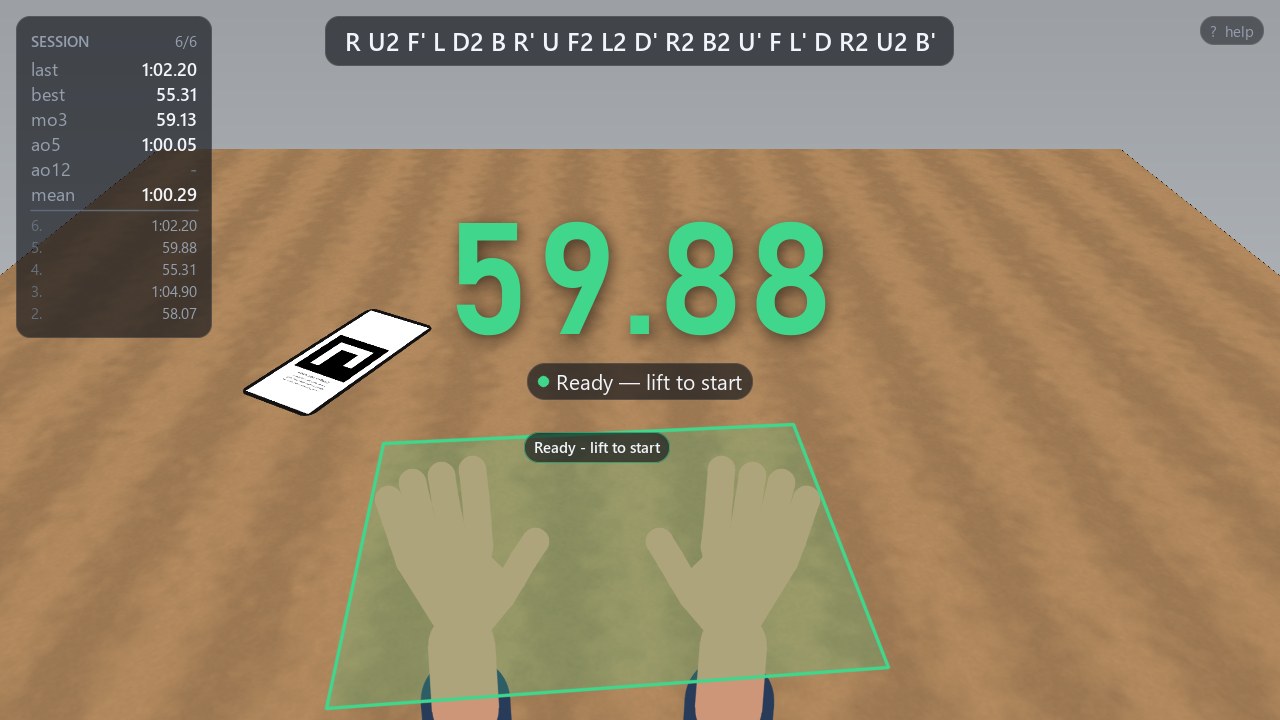 SESSION 6/6
last 1:02.20
best 55.31
mo3 59.13
ao5 1:00.05
ao12 -
mean 1:00.29
6. 1:02.20
5. 59.88
4. 55.31
3. 1:04.90
2. 58.07
R U2 F' L D2 B R' U F2 L2 D' R2 B2 U' F L' D R2 U2 B'
? help
59.88
Ready — lift to start
Ready - lift to start